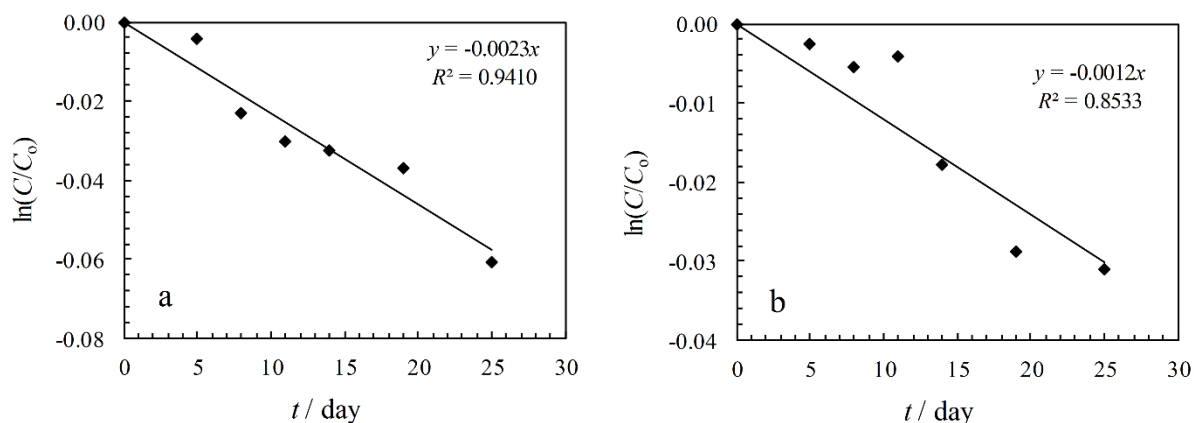 0.00
-0.02
-0.04
-0.06
-0.08
ln(C/Cₒ)
y = -0.0023x
R² = 0.9410
a
0 5 10 15 20 25 30
t / day
0.00
-0.01
-0.02
-0.03
-0.04
ln(C/Cₒ)
y = -0.0012x
R² = 0.8533
b
0 5 10 15 20 25 30
t / day